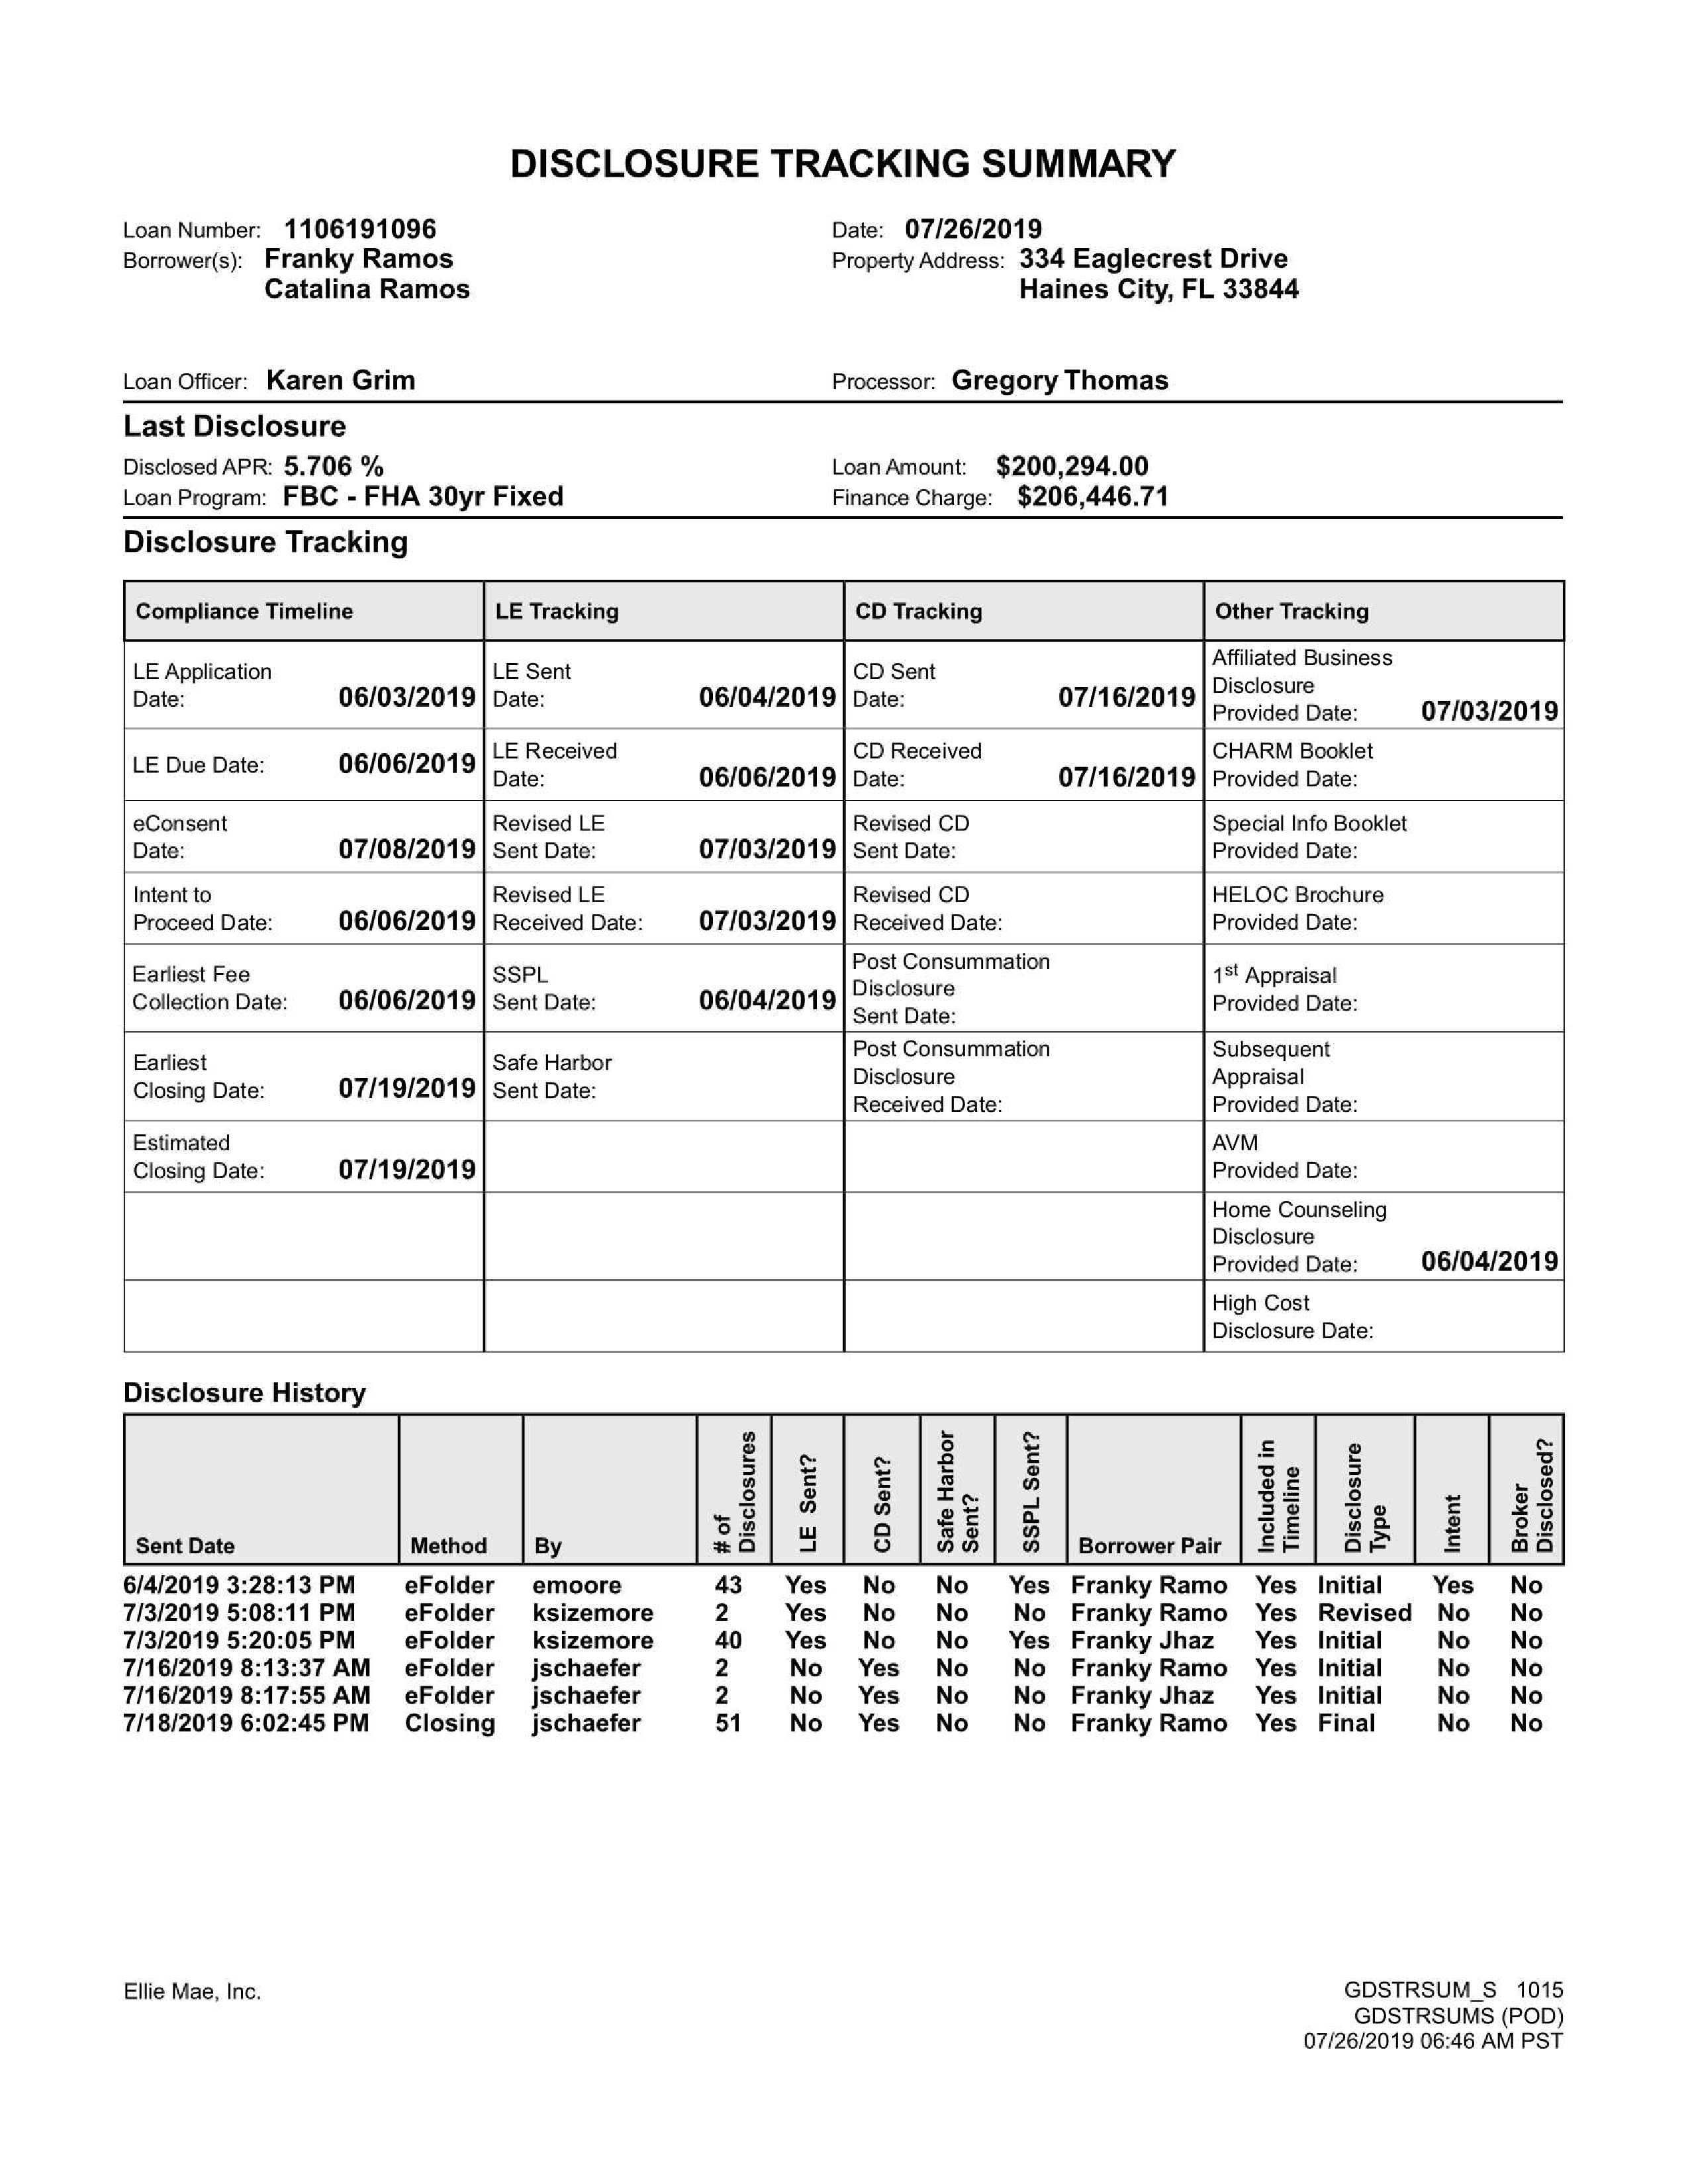 DISCLOSURE TRACKING SUMMARY
Loan Number: 1106191096
Date: 07/26/2019
Borrower(s): Franky Ramos
Property Address: 334 Eaglecrest Drive
Catalina Ramos
Haines City, FL 33844
Loan Officer: Karen Grim
Processor: Gregory Thomas
Last Disclosure
Disclosed APR: 5.706 %
Loan Amount: $200,294.00
Loan Program: FBC - FHA 30yr Fixed
Finance Charge: $206,446.71
Disclosure Tracking
Compliance Timeline LE Tracking CD Tracking Other Tracking
LE Application
Date: 06/03/2019
LE Sent
Date: 06/04/2019
CD Sent
Date: 07/16/2019
Affiliated Business
Disclosure
Provided Date: 07/03/2019
LE Due Date: 06/06/2019
LE Received
Date: 06/06/2019
CD Received
Date: 07/16/2019
CHARM Booklet
Provided Date:
eConsent
Date: 07/08/2019
Revised LE
Sent Date: 07/03/2019
Revised CD
Sent Date:
Special Info Booklet
Provided Date:
Intent to
Proceed Date: 06/06/2019
Revised LE
Received Date: 07/03/2019
Revised CD
Received Date:
HELOC Brochure
Provided Date:
Earliest Fee
Collection Date: 06/06/2019
SSPL
Sent Date: 06/04/2019
Post Consummation
Disclosure
Sent Date:
1st Appraisal
Provided Date:
Earliest
Closing Date: 07/19/2019
Safe Harbor
Sent Date:
Post Consummation
Disclosure
Received Date:
Subsequent
Appraisal
Provided Date:
Estimated
Closing Date: 07/19/2019
AVM
Provided Date:
Home Counseling
Disclosure
Provided Date: 06/04/2019
High Cost
Disclosure Date:
Disclosure History
Sent Date
Method
By
# of
Disclosures
LE Sent?
CD Sent?
Safe Harbor
Sent?
SSPL Sent?
Borrower Pair
Included in
Timeline
Disclosure
Type
Intent
Broker
Disclosed?
6/4/2019 3:28:13 PM eFolder emoore 43 Yes No No Yes Franky Ramo Yes Initial Yes No
7/3/2019 5:08:11 PM eFolder ksizemore 2 Yes No No No Franky Ramo Yes Revised No No
7/3/2019 5:20:05 PM eFolder ksizemore 40 Yes No No Yes Franky Jhaz Yes Initial No No
7/16/2019 8:13:37 AM eFolder jschaefer 2 No Yes No No Franky Ramo Yes Initial No No
7/16/2019 8:17:55 AM eFolder jschaefer 2 No Yes No No Franky Jhaz Yes Initial No No
7/18/2019 6:02:45 PM Closing jschaefer 51 No Yes No No Franky Ramo Yes Final No No
Ellie Mae, Inc.
GDSTRSUM_S 1015
GDSTRSUMS (POD)
07/26/2019 06:46 AM PST